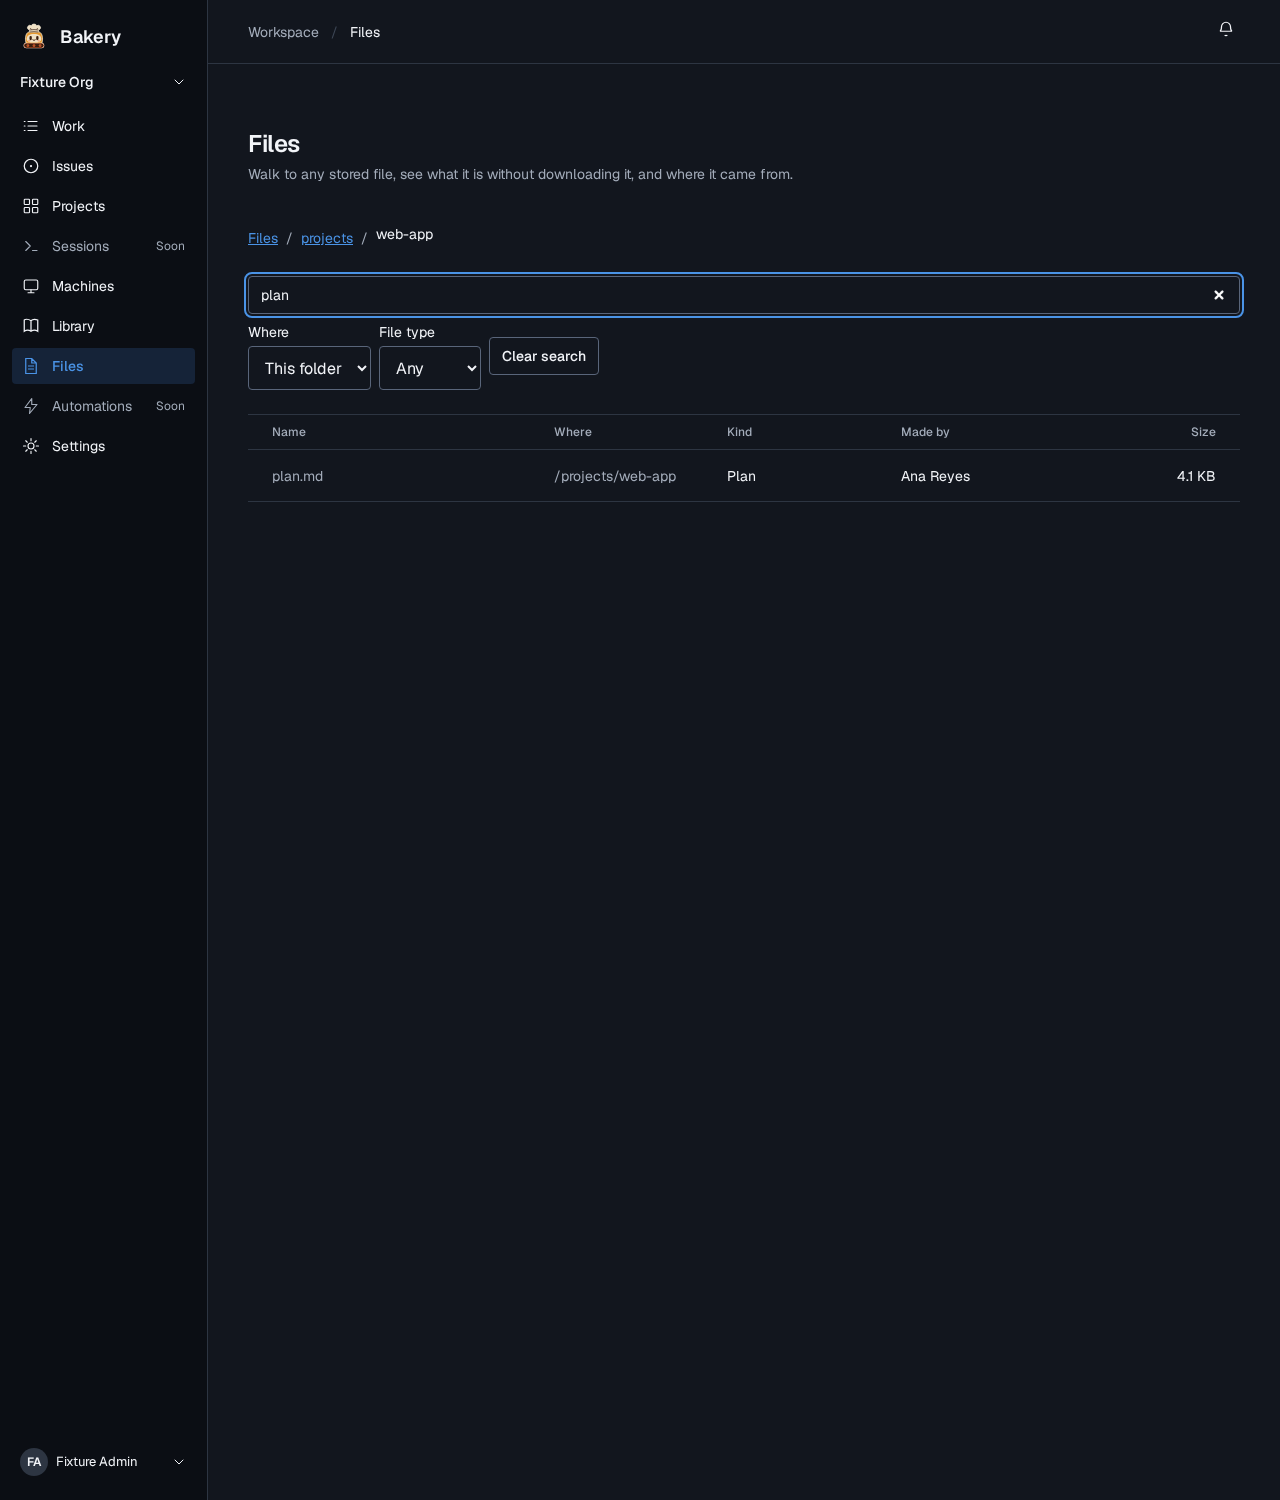 Bakery
Workspace / Files
Fixture Org
Work
Issues
Projects
Sessions Soon
Machines
Library
Files
Automations Soon
Settings
Files
Walk to any stored file, see what it is without downloading it, and where it came from.
Files / projects / web-app
plan
Where File type
This folder Any Clear search
Name Where Kind Made by Size
plan.md /projects/web-app Plan Ana Reyes 4.1 KB
FA Fixture Admin